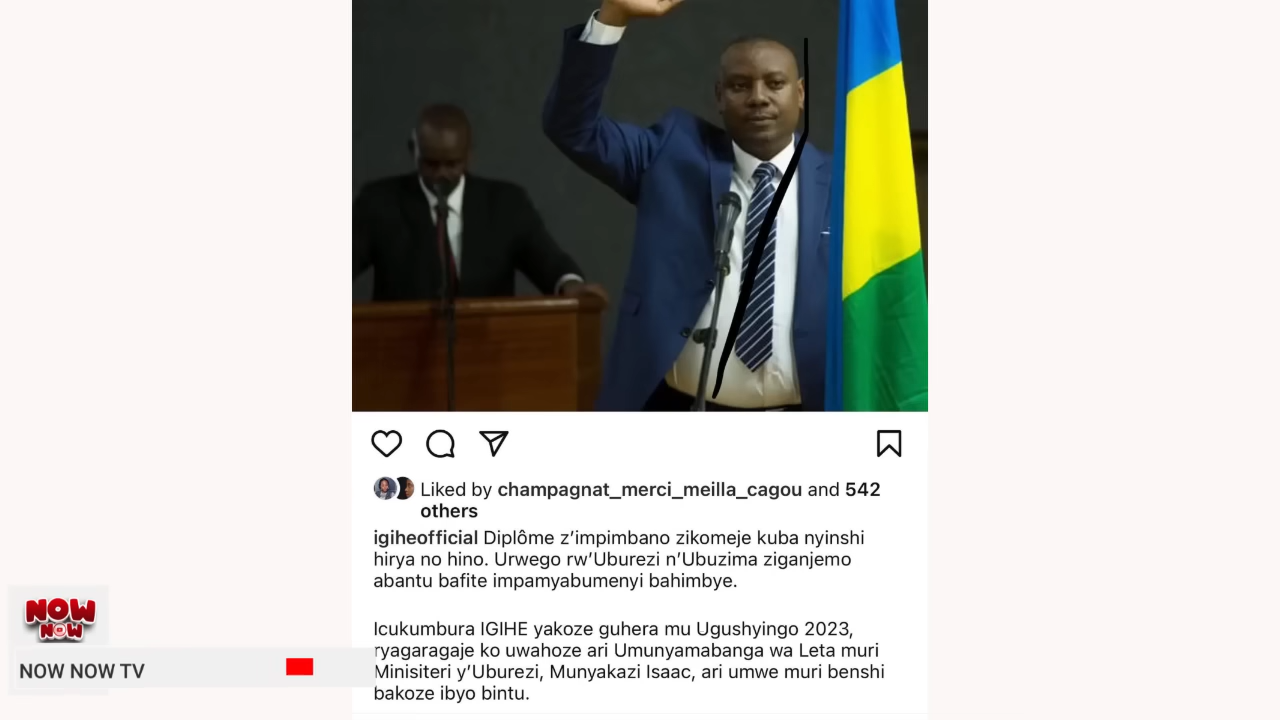 Liked by champagnat_merci_meilla_cagou and 542
others
igiheofficial Diplôme z’impimbano zikomeje kuba nyinshi
hirya no hino. Urwego rw’Uburezi n’Ubuzima ziganjemo
abantu bafite impamyabumenyi bahimbye.
Icukumbura IGIHE yakoze guhera mu Ugushyingo 2023,
ryagaragaje ko uwahoze ari Umunyamabanga wa Leta muri
Minisiteri y’Uburezi, Munyakazi Isaac, ari umwe muri benshi
bakoze ibyo bintu.
NOW
NOW
NOW NOW TV